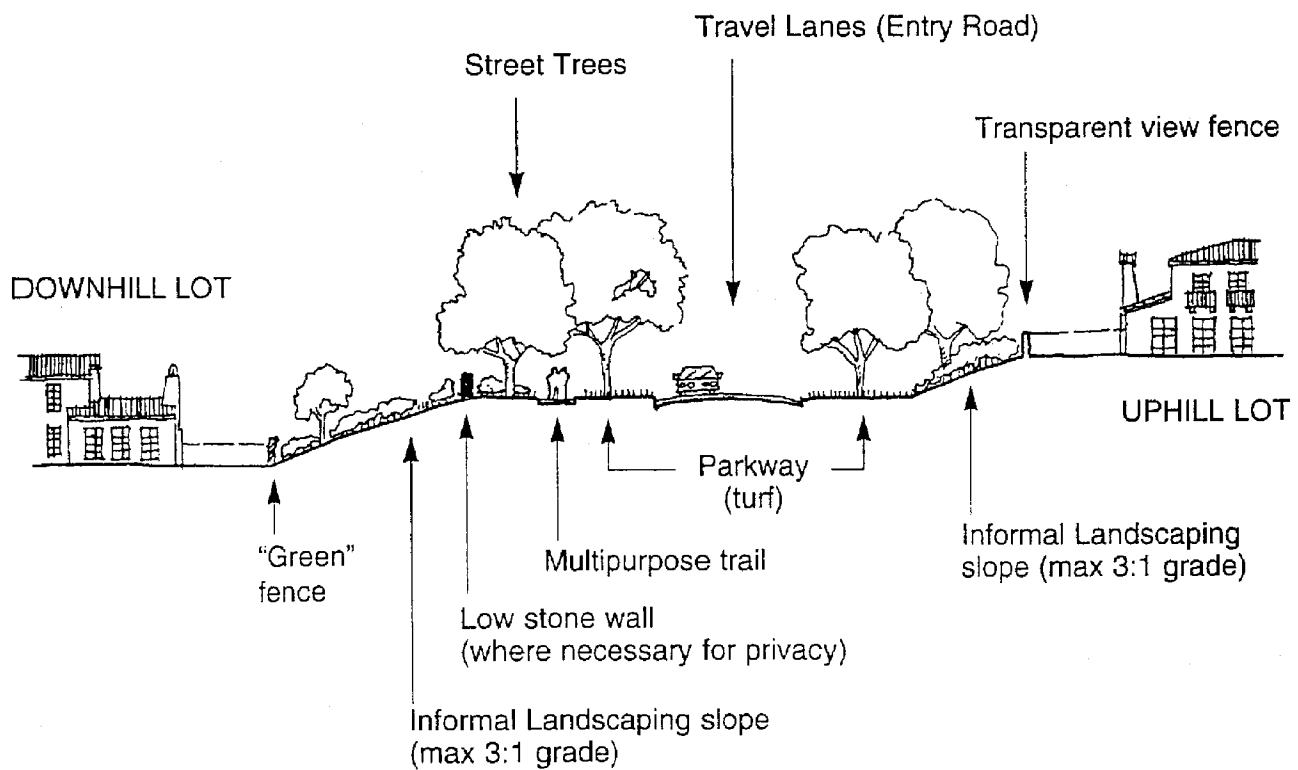 Travel Lanes (Entry Road)
Street Trees
Transparent view fence
DOWNHILL LOT
UPHILL LOT
Parkway
(turf)
"Green"
fence
Multipurpose trail
Informal Landscaping
slope (max 3:1 grade)
Low stone wall
(where necessary for privacy)
Informal Landscaping slope
(max 3:1 grade)